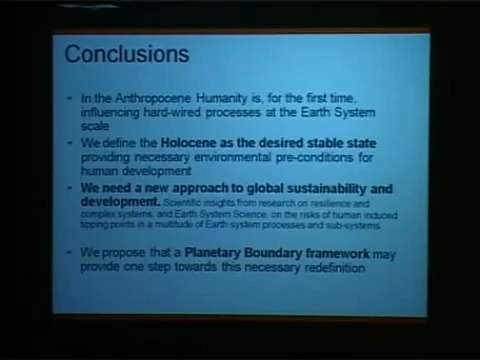 Conclusions
• In the Anthropocene Humanity is, for the first time,
influencing hard-wired processes at the Earth System
scale
• We define the Holocene as the desired stable state
providing necessary environmental pre-conditions for
human development
• We need a new approach to global sustainability and
development. Scientific insights from research on resilience and
complex systems, and Earth System Science, on the risks of human induced
tipping points in a multitude of Earth system processes and sub-systems
• We propose that a Planetary Boundary framework may
provide one step towards this necessary redefinition